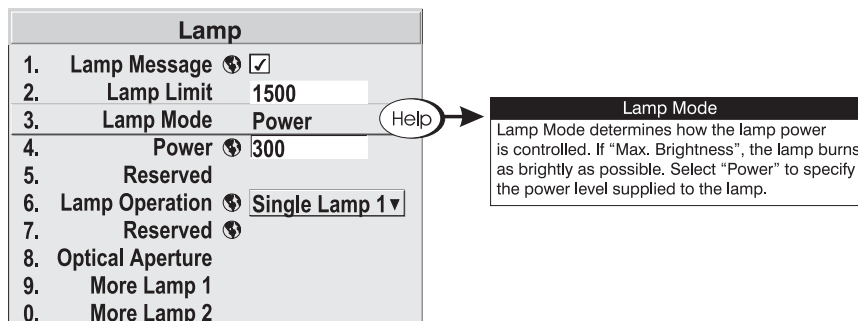 Lamp
1. Lamp Message ✓
2. Lamp Limit 1500
3. Lamp Mode Power
4. Power 300
5. Reserved
6. Lamp Operation Single Lamp 1▼
7. Reserved
8. Optical Aperture
9. More Lamp 1
0. More Lamp 2
Help
Lamp Mode
Lamp Mode determines how the lamp power
is controlled. If “Max. Brightness”, the lamp burns
as brightly as possible. Select “Power” to specify
the power level supplied to the lamp.